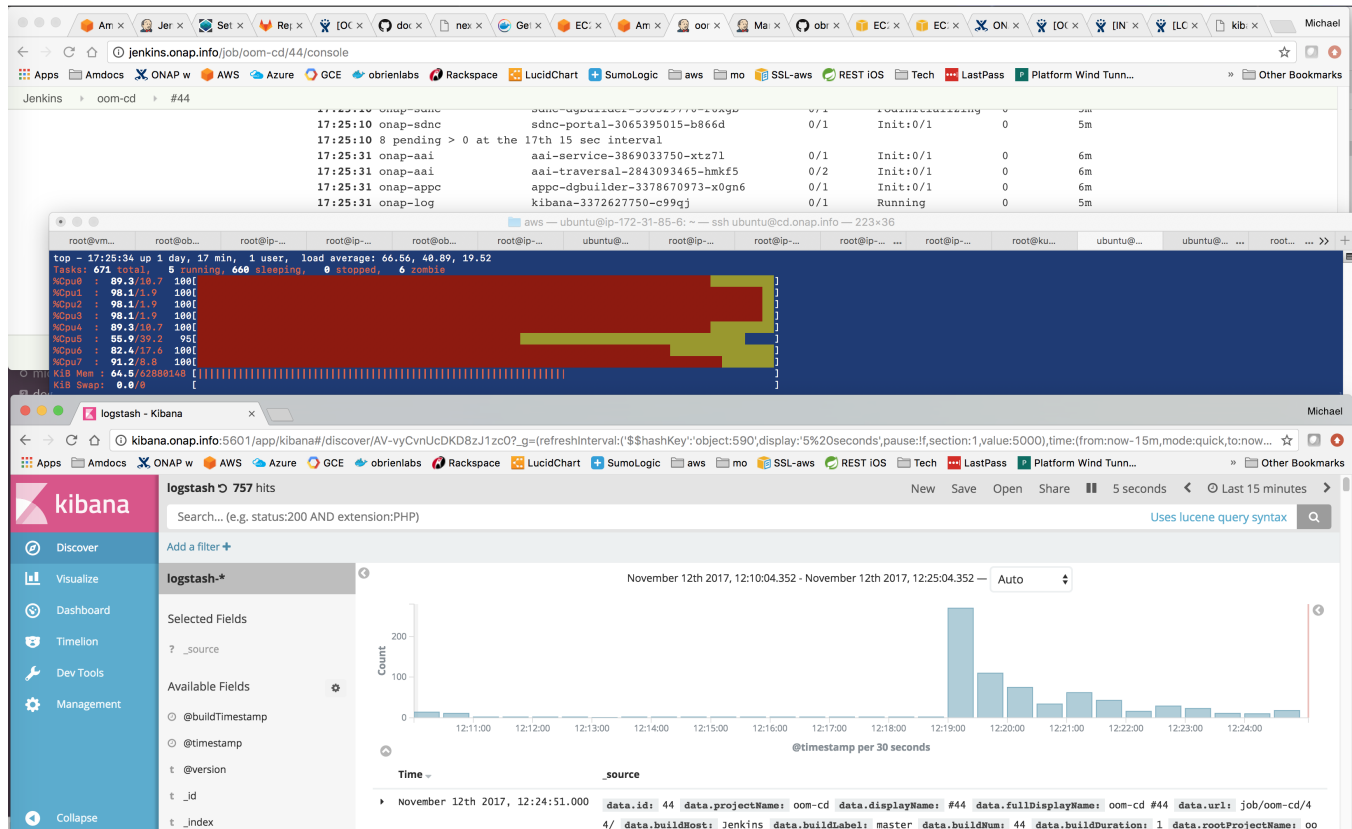 Am
Jen
Set
Rep
[OC
doc
nex
Get
EC2
Am
oom
Ma
obr
EC2
EC2
ON
[OC
[IN
[LC
kiba
Michael
jenkins.onap.info/job/oom-cd/44/console
Apps Amdocs ONAP w AWS Azure GCE obrienlabs Rackspace LucidChart SumoLogic aws mo SSL-aws REST iOS Tech LastPass Platform Wind Tunn... » Other Bookmarks
Jenkins oom-cd #44
17:25:10 onap-sdnc sdnc-portal-3065395015-b866d 0/1 Init:0/1 0 5m
17:25:10 8 pending > 0 at the 17th 15 sec interval
17:25:31 onap-aai aai-service-3869033750-xtz7l 0/1 Init:0/1 0 6m
17:25:31 onap-aai aai-traversal-2843093465-hmkf5 0/2 Init:0/1 0 6m
17:25:31 onap-appc appc-dgbuilder-3378670973-x0gn6 0/1 Init:0/1 0 6m
17:25:31 onap-log kibana-3372627750-c99qj 0/1 Running 0 5m
aws — ubuntu@ip-172-31-85-6: ~ — ssh ubuntu@cd.onap.info — 223×36
root@vm... root@ob... root@ip-... root@ip-... root@ob... root@ip-... ubuntu@... root@ip-... root@ip-... root@ip-... ... root@ip-... root@ku... ubuntu@... ubuntu@... ... root... ... >> +
top - 17:25:34 up 1 day, 17 min, 1 user, load average: 66.56, 40.89, 19.52
Tasks: 671 total, 5 running, 660 sleeping, 0 stopped, 6 zombie
%Cpu0 : 89.3/10.7 100[ ]
%Cpu1 : 98.1/1.9 100[ ]
%Cpu2 : 98.1/1.9 100[ ]
%Cpu3 : 98.1/1.9 100[ ]
%Cpu4 : 89.3/10.7 100[ ]
%Cpu5 : 55.9/39.2 95[ ]
%Cpu6 : 82.4/17.6 100[ ]
%Cpu7 : 91.2/8.8 100[ ]
KiB Mem : 64.5/62880148 [ ]
KiB Swap: 0.0/0 [ ]
logstash - Kibana
Michael
kibana.onap.info:5601/app/kibana#/discover/AV-vyCvnUcDKD8zJ1zc0?_g=(refreshInterval:('$$hashKey':'object:590',display:'5%20seconds',pause:!f,section:1,value:5000),time:(from:now-15m,mode:quick,to:now...
Apps Amdocs ONAP w AWS Azure GCE obrienlabs Rackspace LucidChart SumoLogic aws mo SSL-aws REST iOS Tech LastPass Platform Wind Tunn... » Other Bookmarks
kibana
logstash 757 hits
New Save Open Share 5 seconds Last 15 minutes
Search... (e.g. status:200 AND extension:PHP)
Uses lucene query syntax
Discover
Visualize
Dashboard
Timelion
Dev Tools
Management
Collapse
Add a filter +
logstash-*
Selected Fields
? _source
Available Fields
@buildTimestamp
@timestamp
t @version
t _id
t _index
November 12th 2017, 12:10:04.352 - November 12th 2017, 12:25:04.352 — Auto
Count
200
100
0
12:11:00 12:12:00 12:13:00 12:14:00 12:15:00 12:16:00 12:17:00 12:18:00 12:19:00 12:20:00 12:21:00 12:22:00 12:23:00 12:24:00
@timestamp per 30 seconds
Time _source
November 12th 2017, 12:24:51.000 data.id: 44 data.projectName: oom-cd data.displayName: #44 data.fullDisplayName: oom-cd #44 data.url: job/oom-cd/4
4/ data.buildHost: Jenkins data.buildLabel: master data.buildNum: 44 data.buildDuration: 1 data.rootProjectName: oo